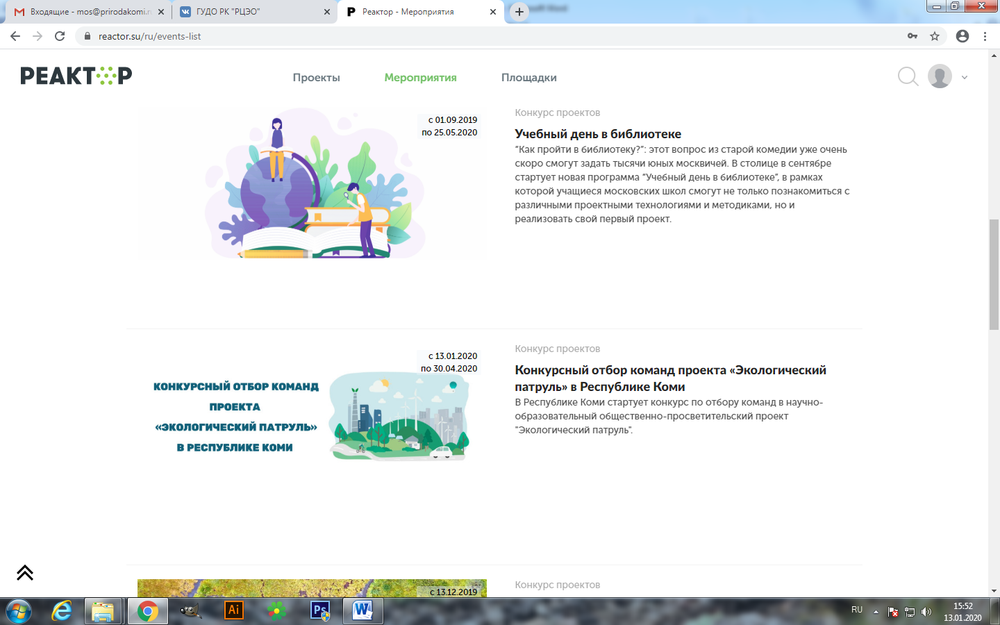 Входящие - mos@prirodakomi.r
ГУДО РК "РЦЭО"
Реактор - Мероприятия
reactor.su/ru/events-list
РЕАКТОР
Проекты
Мероприятия
Площадки
с 01.09.2019
по 25.05.2020
Конкурс проектов
Учебный день в библиотеке
"Как пройти в библиотеку?": этот вопрос из старой комедии уже очень
скоро смогут задать тысячи юных москвичей. В столице в сентябре
стартует новая программа "Учебный день в библиотеке", в рамках
которой учащиеся московских школ смогут не только познакомиться с
различными проектными технологиями и методиками, но и
реализовать свой первый проект.
с 13.01.2020
по 30.04.2020
КОНКУРСНЫЙ ОТБОР КОМАНД
ПРОЕКТА
«ЭКОЛОГИЧЕСКИЙ ПАТРУЛЬ»
В РЕСПУБЛИКЕ КОМИ
Конкурс проектов
Конкурсный отбор команд проекта «Экологический
патруль» в Республике Коми
В Республике Коми стартует конкурс по отбору команд в научно-
образовательный общественно-просветительский проект
"Экологический патруль".
с 13.12.2019
Конкурс проектов
Ai
Ps
W
RU
15:52
13.01.2020